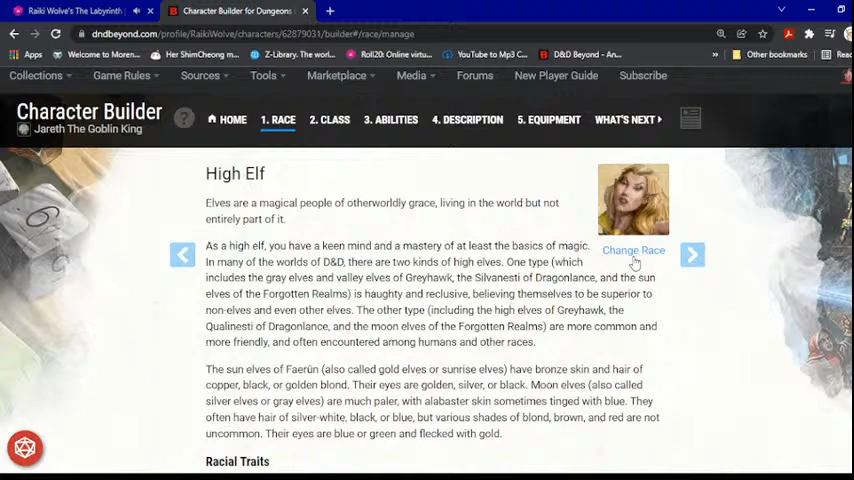 Raiki Wolve's The Labyrinth
Character Builder for Dungeons
dndbeyond.com/profile/RaikiWolve/characters/62879031/builder#/race/manage
Apps
Welcome to Moren...
Her ShimCheong m...
Z-Library. The worl...
Roll20: Online virtu...
YouTube to Mp3 C...
D&D Beyond - An...
Other bookmarks
Collections
Game Rules
Sources
Tools
Marketplace
Media
Forums
New Player Guide
Subscribe
Character Builder
Jareth The Goblin King
?
HOME
1. RACE
2. CLASS
3. ABILITIES
4. DESCRIPTION
5. EQUIPMENT
WHAT'S NEXT
High Elf
Elves are a magical people of otherworldly grace, living in the world but not
entirely part of it.
Change Race
As a high elf, you have a keen mind and a mastery of at least the basics of magic.
In many of the worlds of D&D, there are two kinds of high elves. One type (which
includes the gray elves and valley elves of Greyhawk, the Silvanesti of Dragonlance, and the sun
elves of the Forgotten Realms) is haughty and reclusive, believing themselves to be superior to
non-elves and even other elves. The other type (including the high elves of Greyhawk, the
Qualinesti of Dragonlance, and the moon elves of the Forgotten Realms) are more common and
more friendly, and often encountered among humans and other races.
The sun elves of Faerûn (also called gold elves or sunrise elves) have bronze skin and hair of
copper, black, or golden blond. Their eyes are golden, silver, or black. Moon elves (also called
silver elves or gray elves) are much paler, with alabaster skin sometimes tinged with blue. They
often have hair of silver-white, black, or blue, but various shades of blond, brown, and red are not
uncommon. Their eyes are blue or green and flecked with gold.
Racial Traits